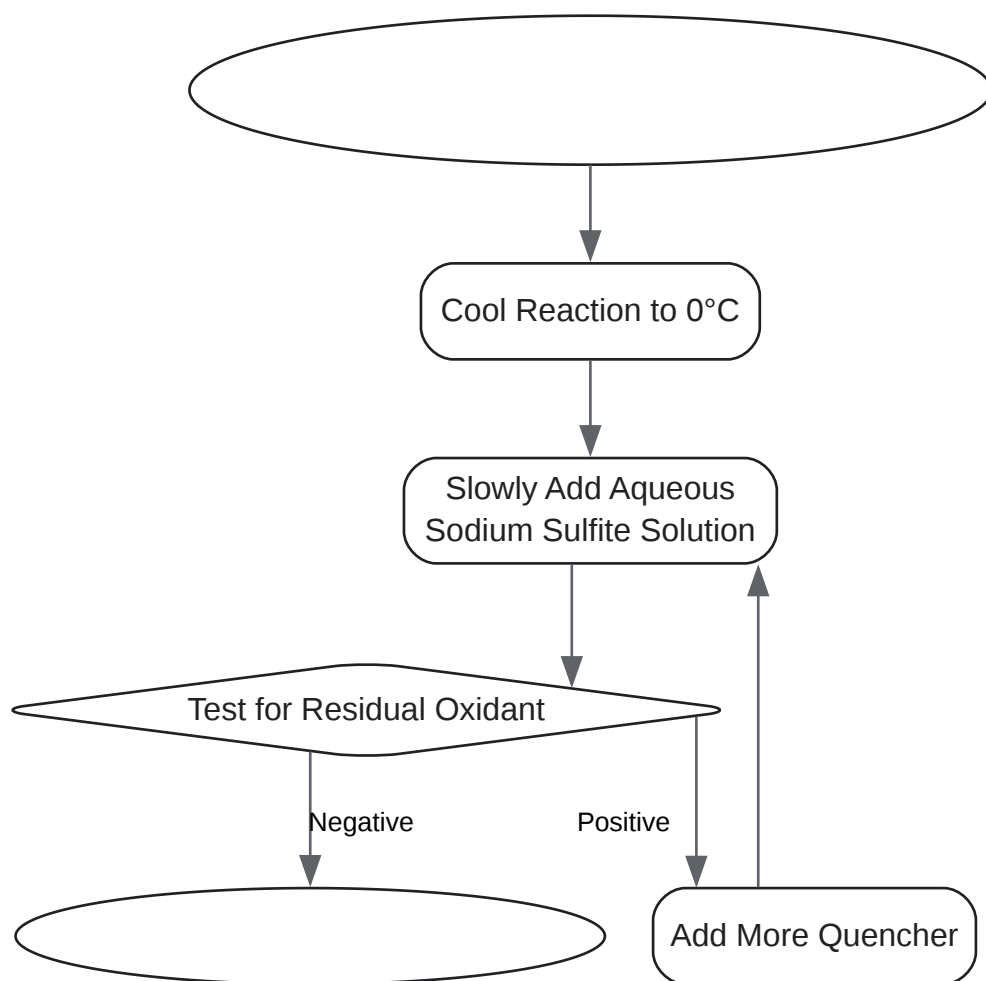 Cool Reaction to 0°C
Slowly Add Aqueous
Sodium Sulfite Solution
Test for Residual Oxidant
Negative
Positive
Add More Quencher